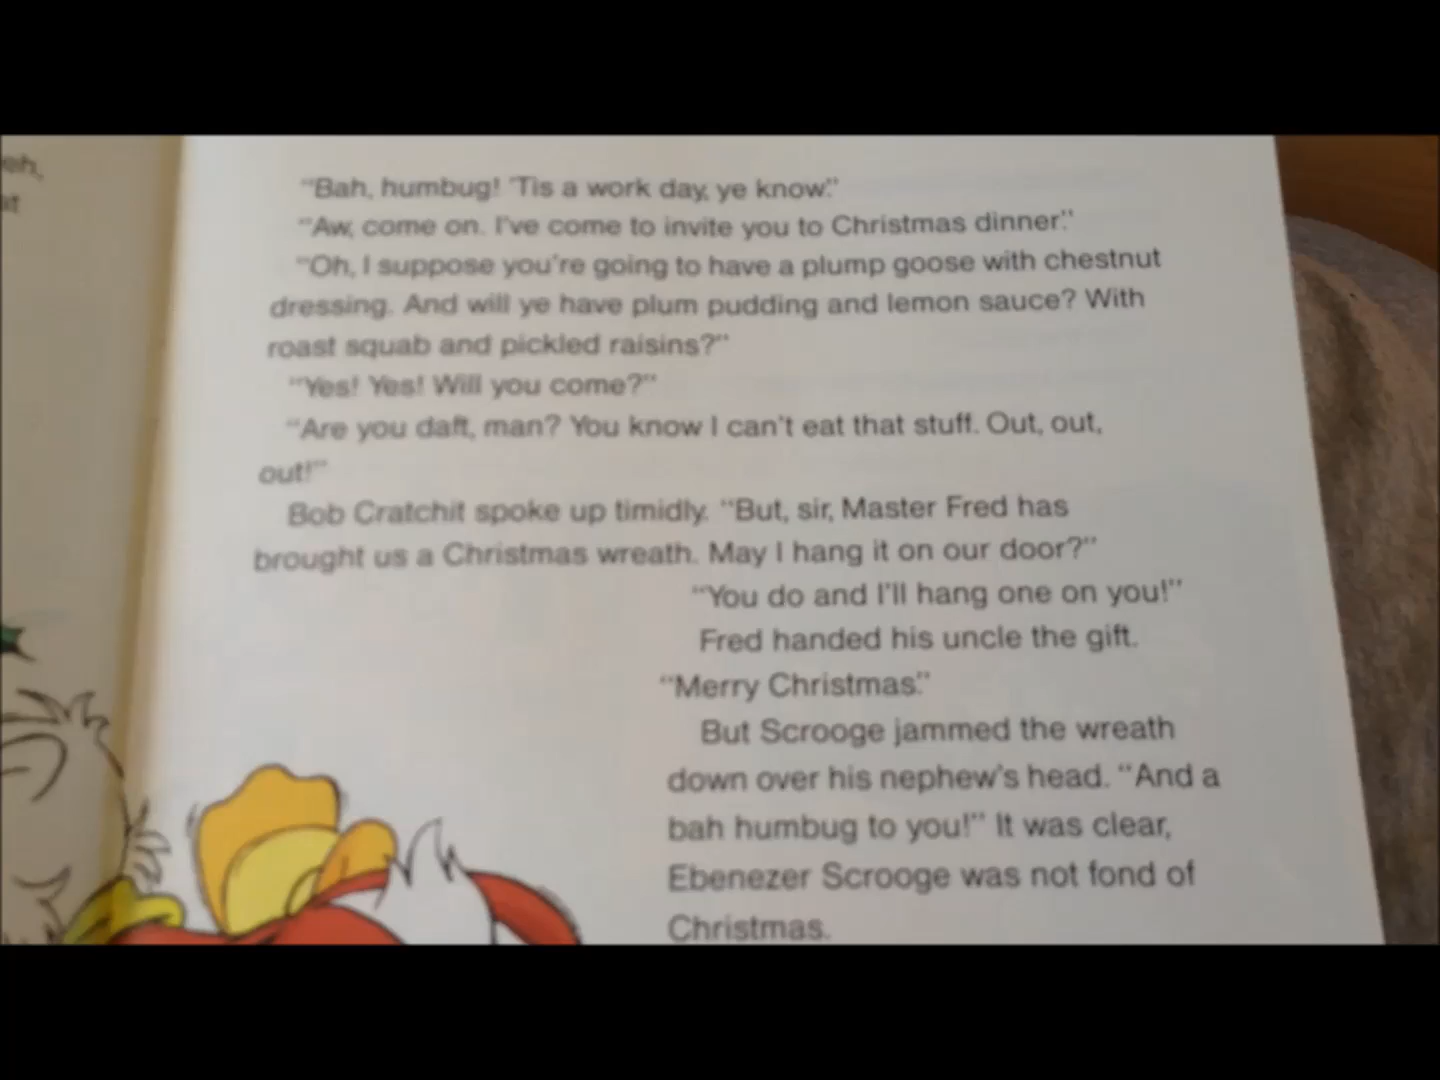 eh,
at
“Bah, humbug! 'Tis a work day, ye know.”
“Aw, come on. I've come to invite you to Christmas dinner.”
“Oh, I suppose you're going to have a plump goose with chestnut
dressing. And will ye have plum pudding and lemon sauce? With
roast squab and pickled raisins?”
“Yes! Yes! Will you come?”
“Are you daft, man? You know I can't eat that stuff. Out, out,
out!”
Bob Cratchit spoke up timidly. “But, sir, Master Fred has
brought us a Christmas wreath. May I hang it on our door?”
“You do and I'll hang one on you!”
Fred handed his uncle the gift.
“Merry Christmas.”
But Scrooge jammed the wreath
down over his nephew's head. “And a
bah humbug to you!” It was clear,
Ebenezer Scrooge was not fond of
Christmas.